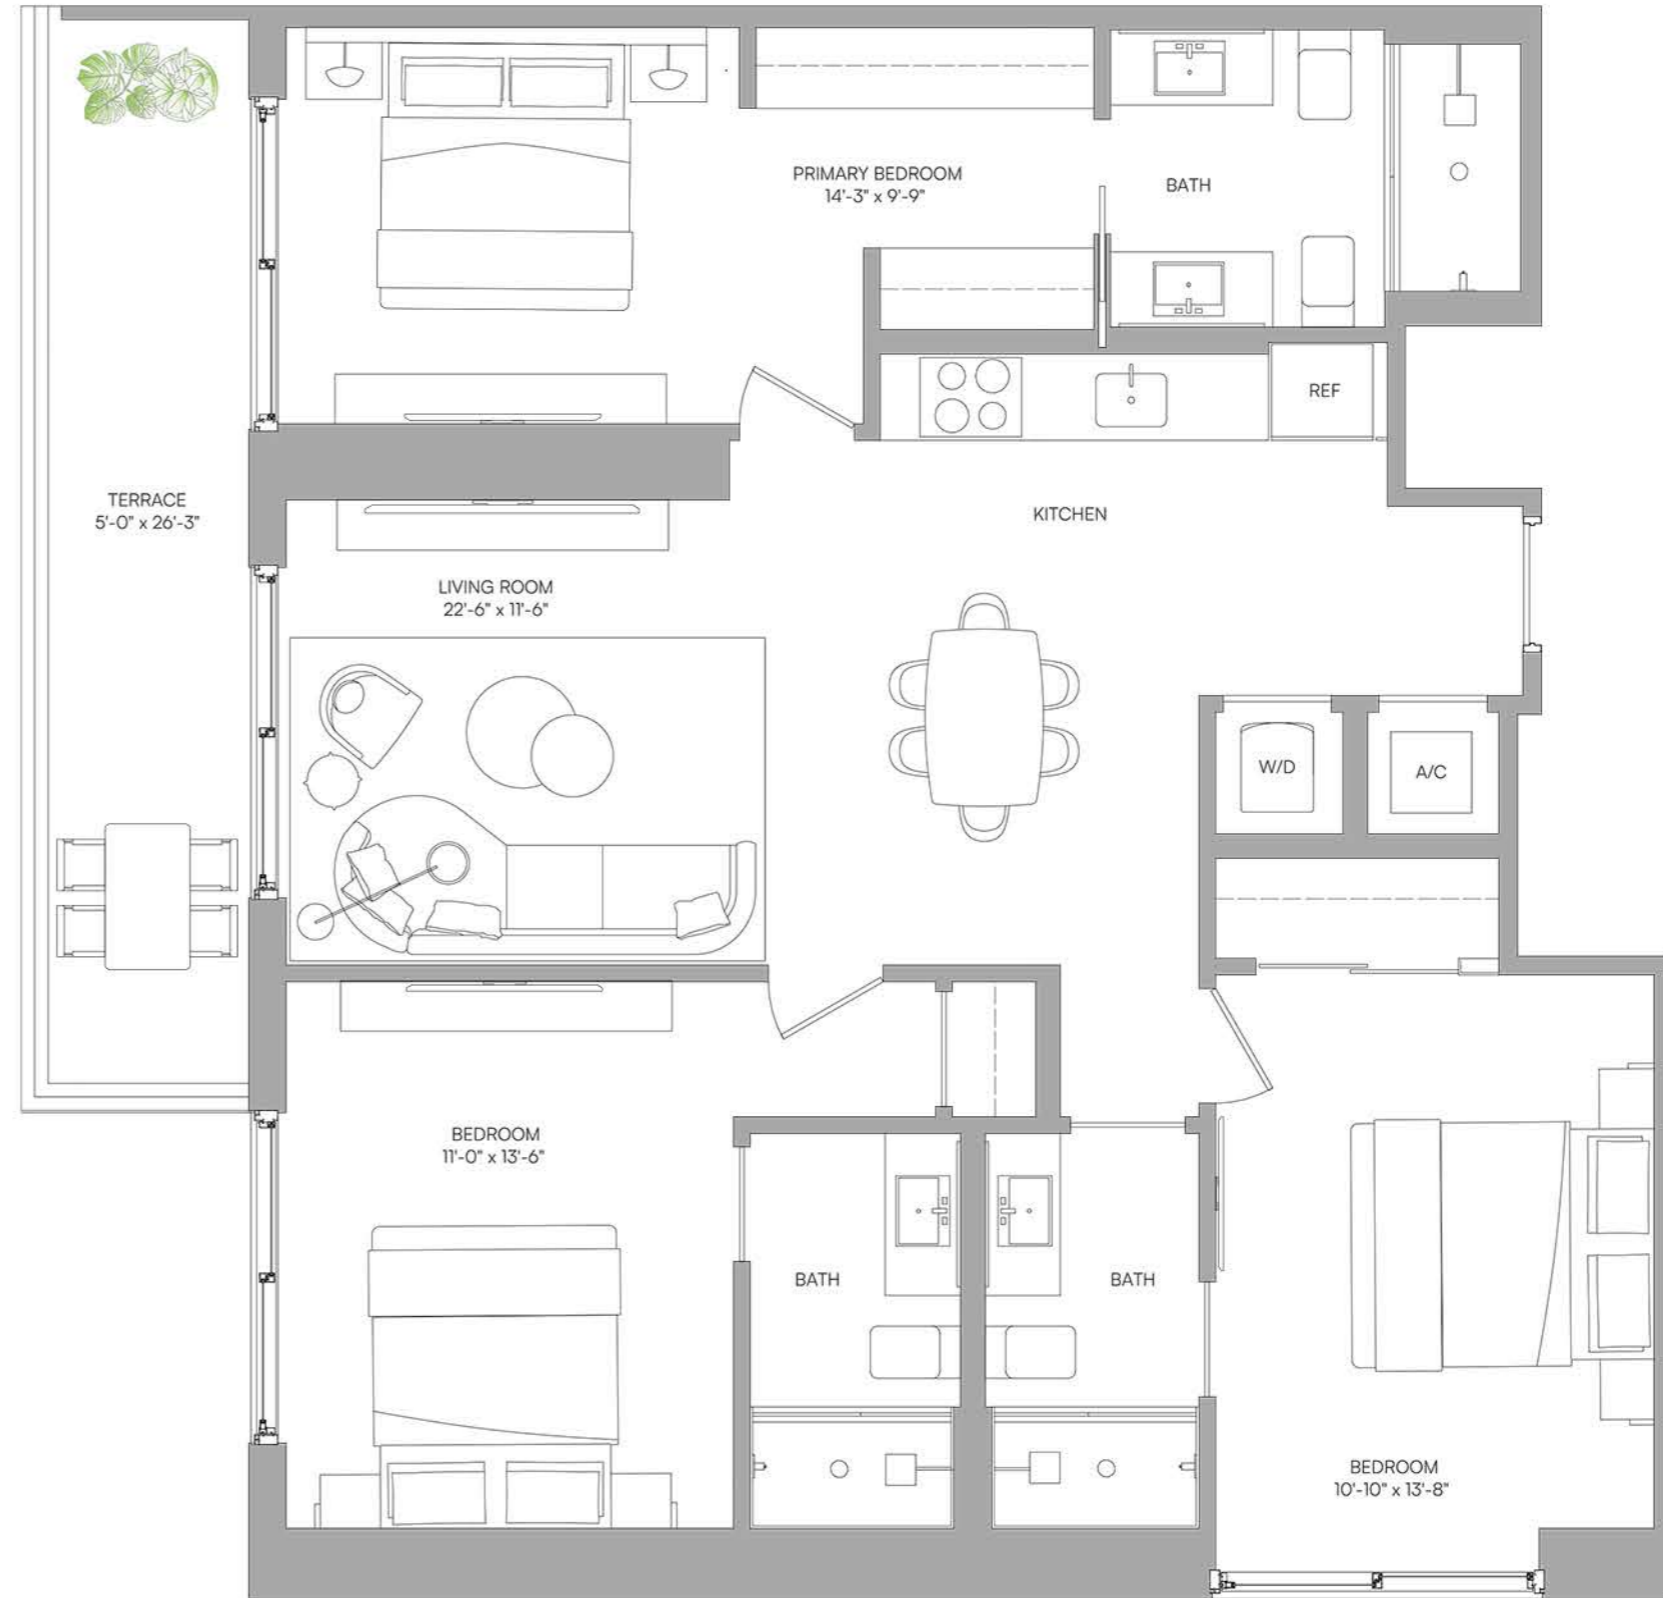 PRIMARY BEDROOM
14'-3" x 9'-9"
BATH
REF
TERRACE
5'-0" x 26'-3"
KITCHEN
LIVING ROOM
22'-6" x 11'-6"
W/D
A/C
BEDROOM
11'-0" x 13'-6"
BATH
BATH
BEDROOM
10'-10" x 13'-8"